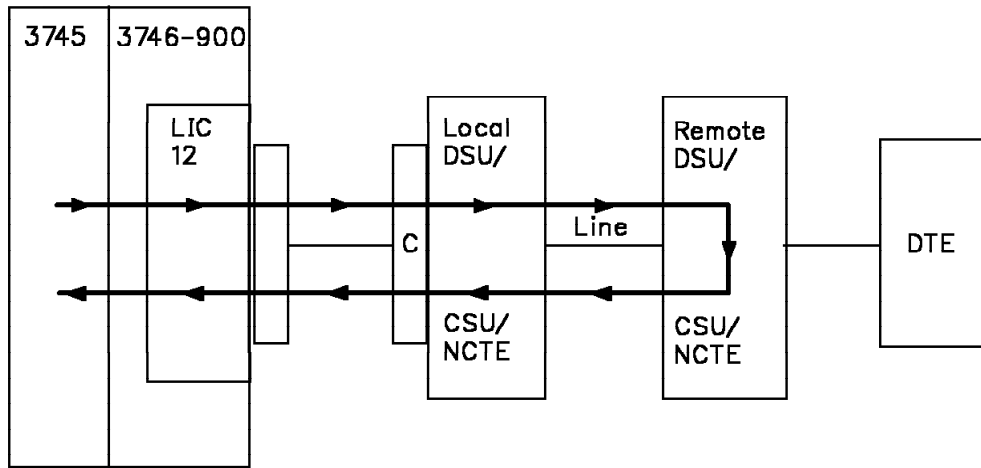 3745
3746-900
LIC
12
Local
DSU/
Remote
DSU/
Line
C
DTE
CSU/
NCTE
CSU/
NCTE